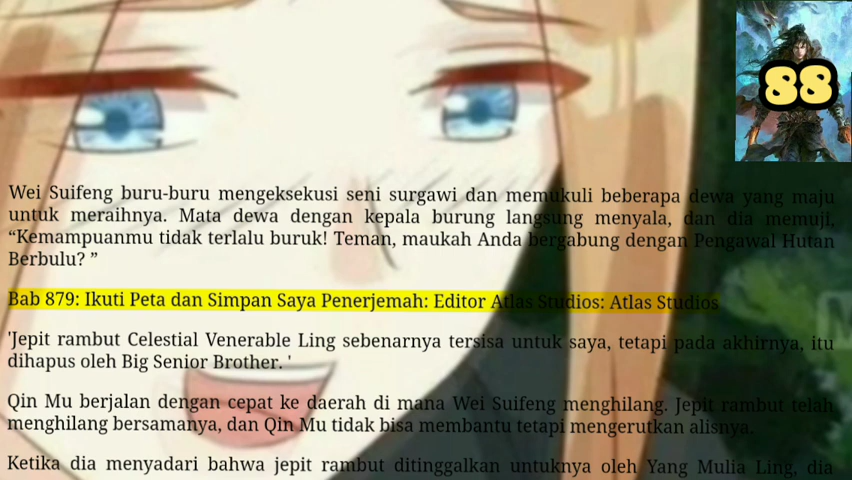 88
Wei Suifeng buru-buru mengeksekusi seni surgawi dan memukuli beberapa dewa yang maju
untuk meraihnya. Mata dewa dengan kepala burung langsung menyala, dan dia memuji,
“Kemampuanmu tidak terlalu buruk! Teman, maukah Anda bergabung dengan Pengawal Hutan
Berbulu? ”
Bab 879: Ikuti Peta dan Simpan Saya Penerjemah: Editor Atlas Studios: Atlas Studios
'Jepit rambut Celestial Venerable Ling sebenarnya tersisa untuk saya, tetapi pada akhirnya, itu
dihapus oleh Big Senior Brother. '
Qin Mu berjalan dengan cepat ke daerah di mana Wei Suifeng menghilang. Jepit rambut telah
menghilang bersamanya, dan Qin Mu tidak bisa membantu tetapi mengerutkan alisnya.
Ketika dia menyadari bahwa jepit rambut ditinggalkan untuknya oleh Yang Mulia Ling, dia